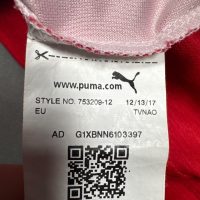 www.puma.com
STYLE NO. 753209-12 12/13/17
EU TVNAO
AD G1XBNN6103397